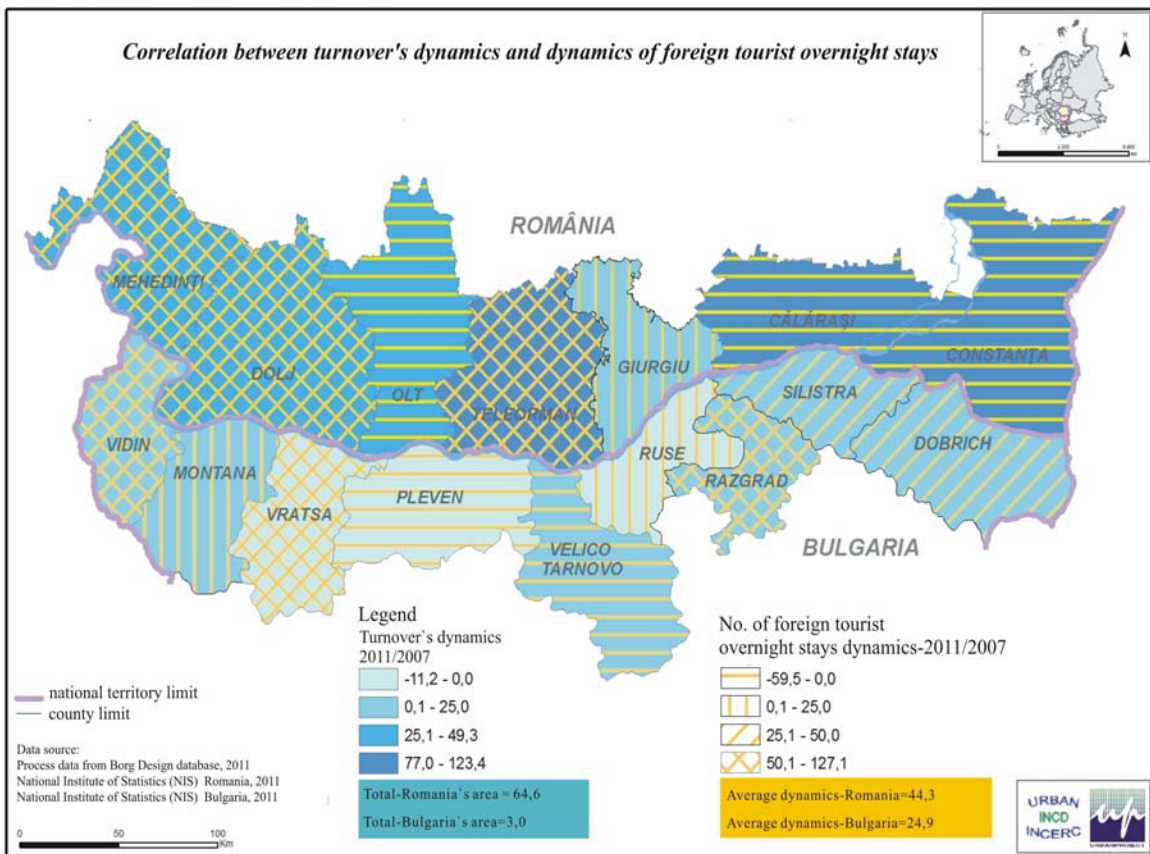 Correlation between turnover's dynamics and dynamics of foreign tourist overnight stays
ROMÂNIA
MEHEDINȚI
CĂLĂRAȘI
CONSTANȚA
GIURGIU
DOLJ
OLT
TELEORMAN
SILISTRA
VIDIN
DOBRICH
MONTANA
RUSE
RAZGRAD
PLEVEN
VRATSA
BULGARIA
VELICO
TARNOVO
Legend
Turnover`s dynamics
2011/2007
-11,2 - 0,0
0,1 - 25,0
25,1 - 49,3
77,0 - 123,4
Total-Romania`s area = 64,6
Total-Bulgaria`s area=3,0
No. of foreign tourist
overnight stays dynamics-2011/2007
-59,5 - 0,0
0,1 - 25,0
25,1 - 50,0
50,1 - 127,1
Average dynamics-Romania=44,3
Average dynamics-Bulgaria=24,9
national territory limit
county limit
Data source:
Process data from Borg Design database, 2011
National Institute of Statistics (NIS) Romania, 2011
National Institute of Statistics (NIS) Bulgaria, 2011
0 50 100
Km
URBAN
INCD
INCERC
up